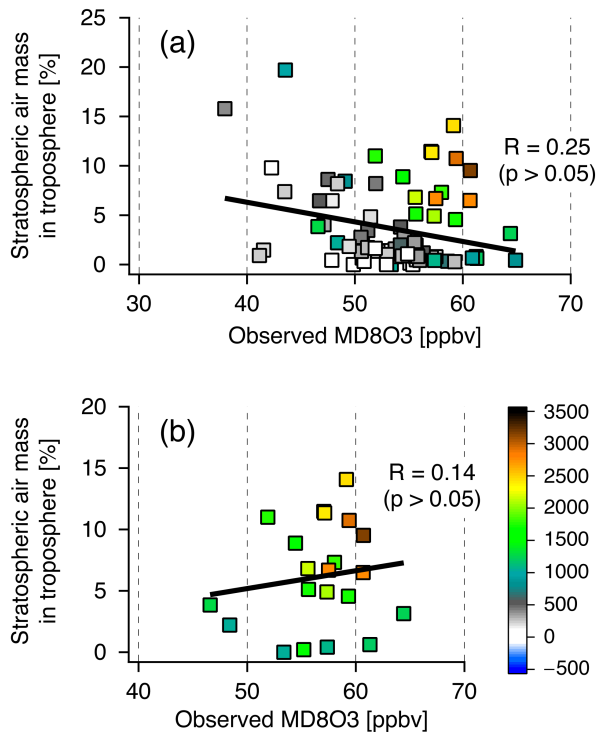 (a)
Stratospheric air mass
in troposphere [%]
25
20
15
10
5
0
R = 0.25
(p > 0.05)
30 40 50 60 70
Observed MD8O3 [ppbv]
(b)
Stratospheric air mass
in troposphere [%]
20
15
10
5
0
R = 0.14
(p > 0.05)
40 50 60 70
Observed MD8O3 [ppbv]
3500
3000
2500
2000
1500
1000
500
0
−500